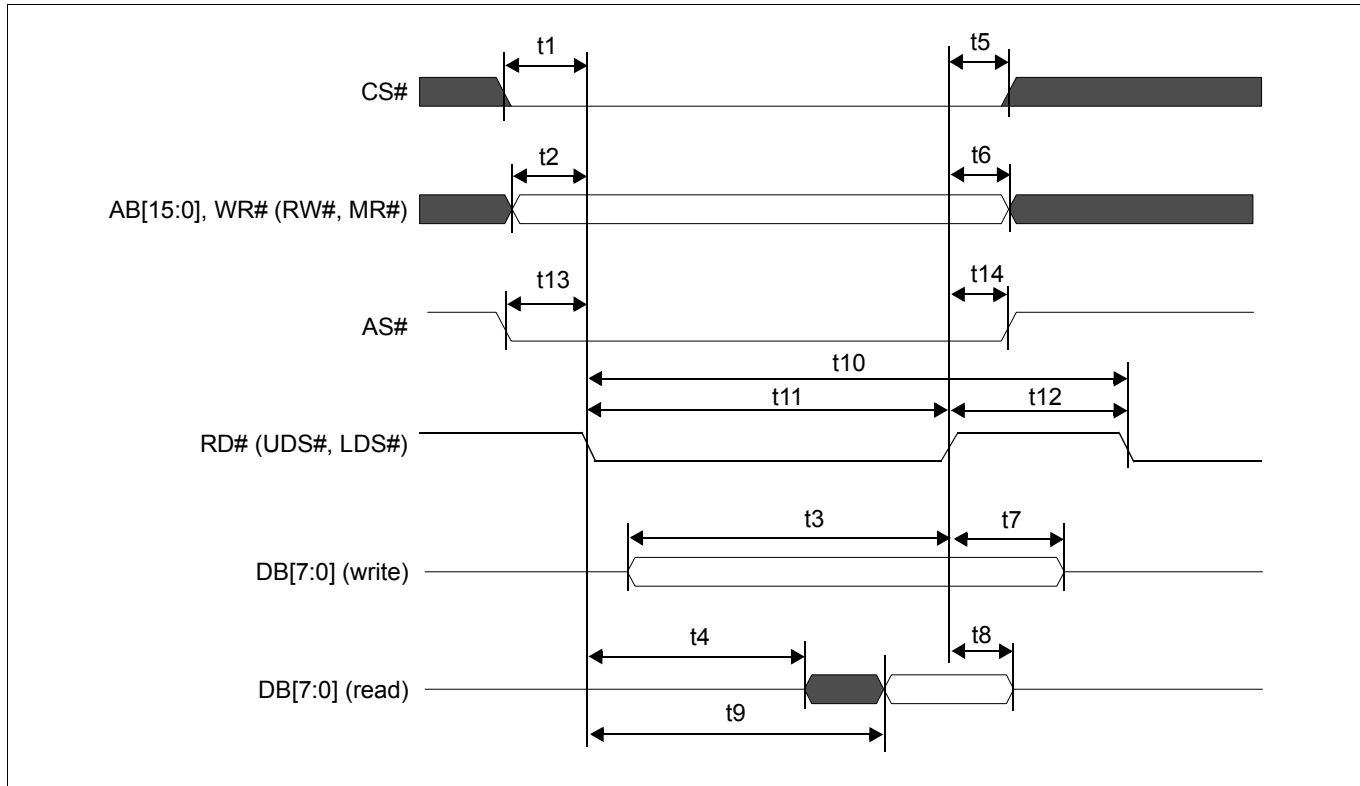 t1
t5
CS#
t2
t6
AB[15:0], WR# (RW#, MR#)
t13
t14
AS#
t10
t11
t12
RD# (UDS#, LDS#)
t3
t7
DB[7:0] (write)
t4
t8
DB[7:0] (read)
t9